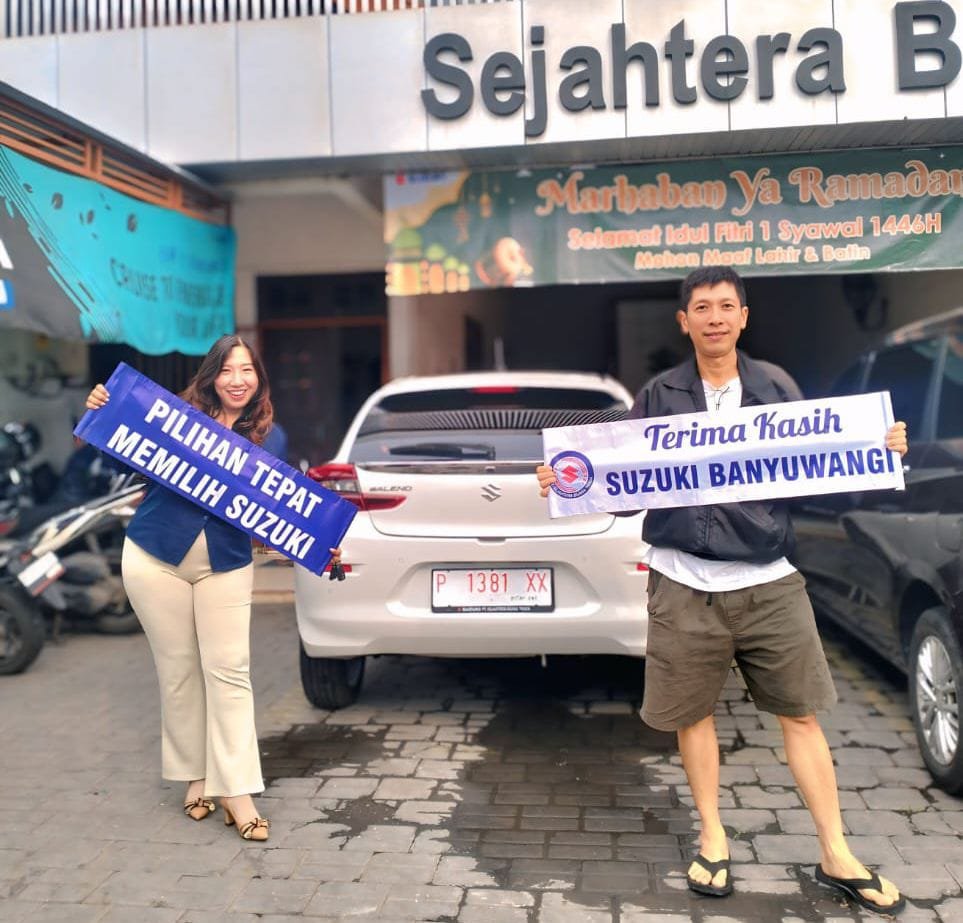 Sejahtera B
Marhaban Ya Ramadan
Selamat Idul Fitri 1 Syawal 1446H
Mohon Maaf Lahir & Batin
CRUISE
PILIHAN TEPAT
MEMILIH SUZUKI
Terima Kasih
SUZUKI BANYUWANGI
BALENO
P 1381 XX